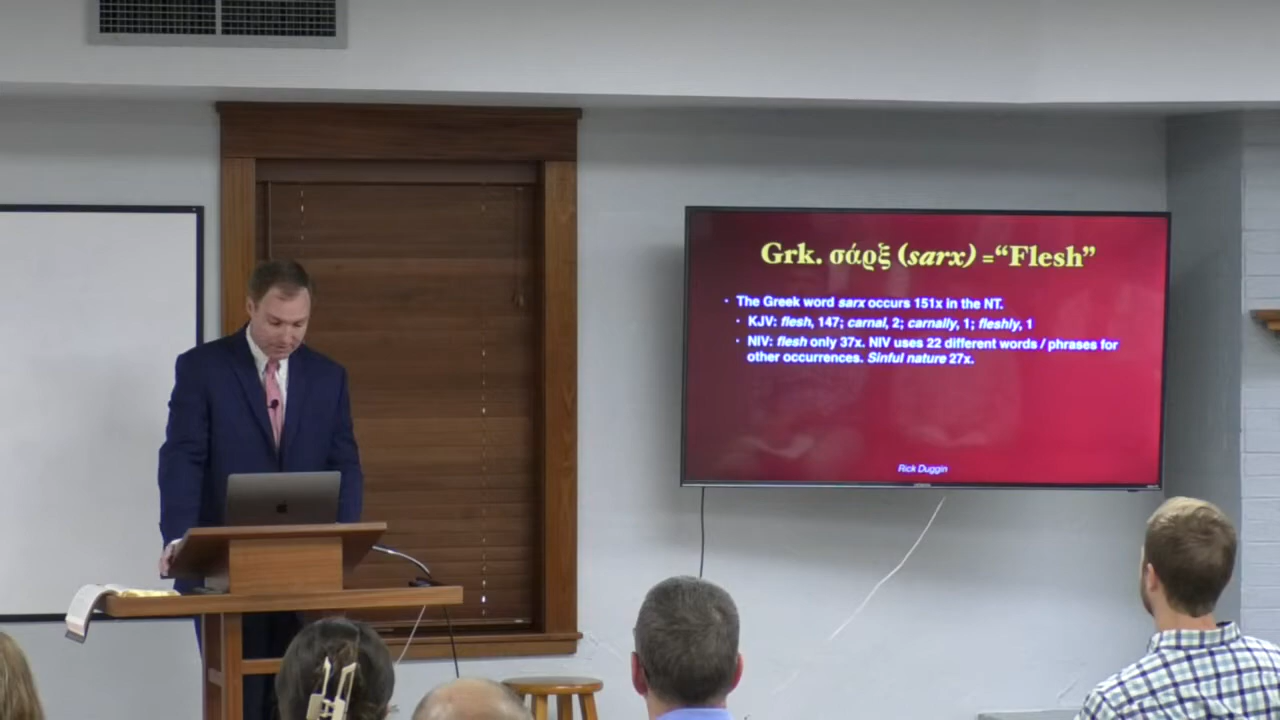 Grk. σάρξ (sarx) =“Flesh”
• The Greek word sarx occurs 151x in the NT.
• KJV: flesh, 147; carnal, 2; carnally, 1; fleshly, 1
• NIV: flesh only 37x. NIV uses 22 different words / phrases for
other occurrences. Sinful nature 27x.
Rick Duggin